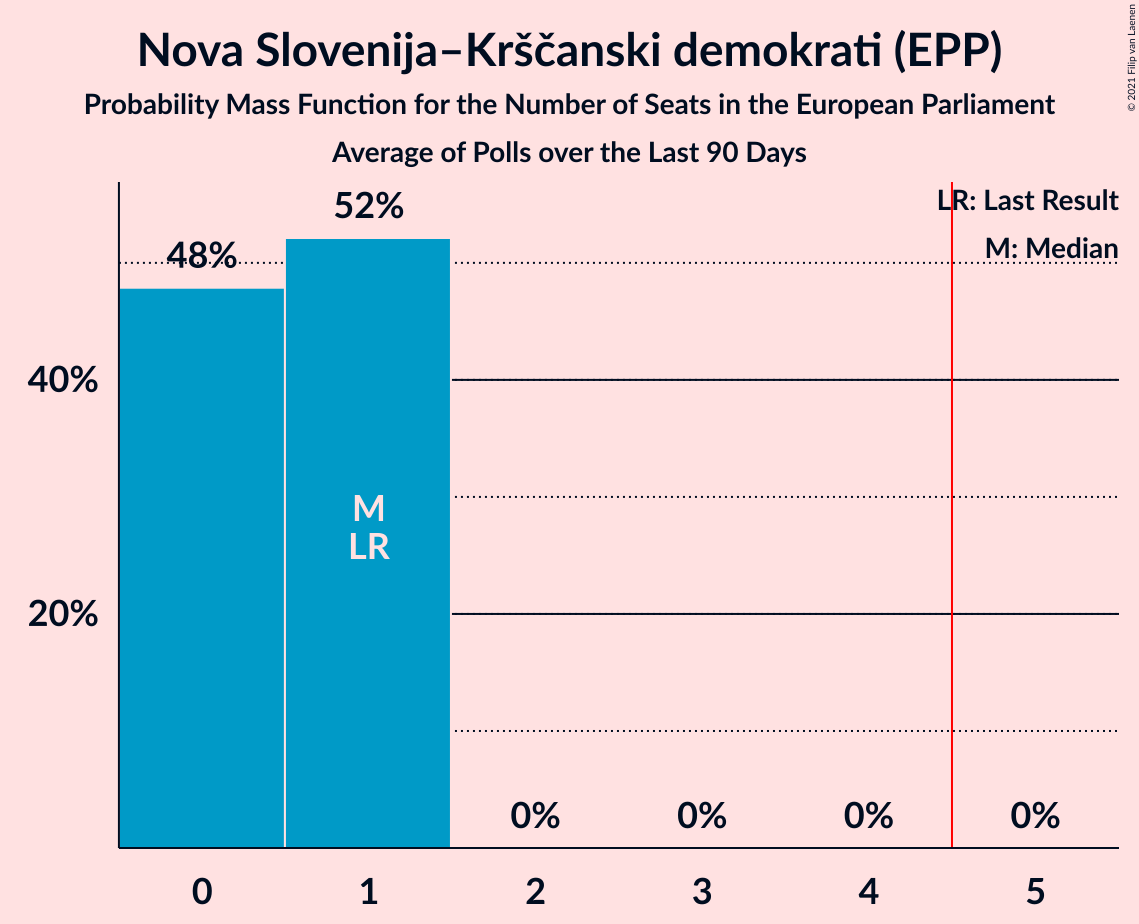 Nova Slovenija–Krščanski demokrati (EPP)
Probability Mass Function for the Number of Seats in the European Parliament
Average of Polls over the Last 90 Days
© 2021 Filip van Laenen
LR: Last Result
M: Median
52%
48%
40%
20%
M
LR
0%
0%
0%
0%
0
1
2
3
4
5